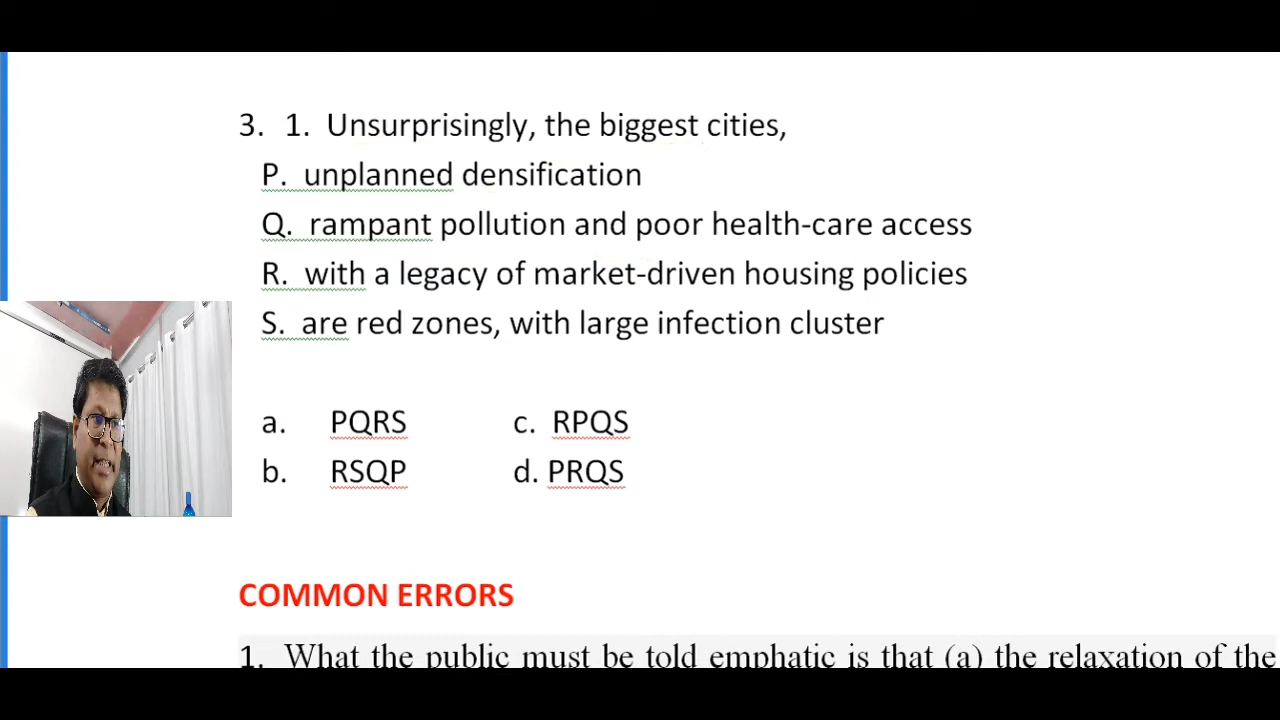 3. 1. Unsurprisingly, the biggest cities,
P. unplanned densification
Q. rampant pollution and poor health-care access
R. with a legacy of market-driven housing policies
S. are red zones, with large infection cluster
a. PQRS c. RPQS
b. RSQP d. PRQS
COMMON ERRORS
1. What the public must be told emphatic is that (a) the relaxation of the